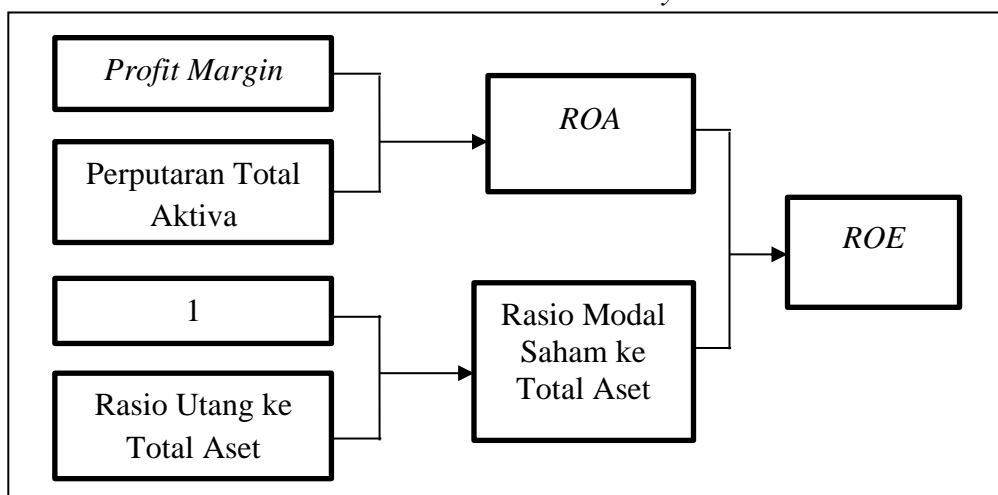 Profit Margin
Perputaran Total
Aktiva
ROA
1
Rasio Utang ke
Total Aset
Rasio Modal
Saham ke
Total Aset
ROE